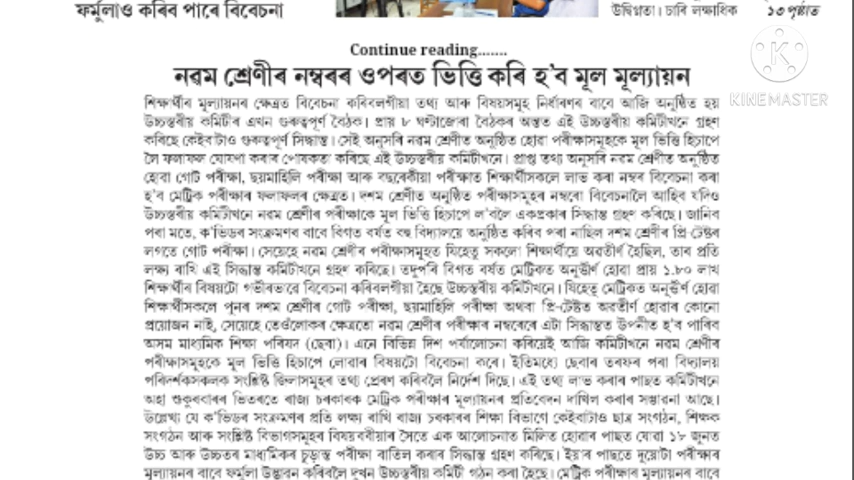 ফৰ্মুলাও কৰিব পাৰে বিবেচনা
উদ্বিগ্নতা। চাৰি লক্ষাধিক
১৩ পৃষ্ঠাত
KINEMASTER
Continue reading.......
নৱম শ্ৰেণীৰ নম্বৰৰ ওপৰত ভিত্তি কৰি হ'ব মূল মূল্যায়ন
শিক্ষাৰ্থীৰ মূল্যায়নৰ ক্ষেত্ৰত বিবেচনা কৰিবলগীয়া তথ্য আৰু বিষয়সমূহ নিৰ্ধাৰণৰ বাবে আজি অনুষ্ঠিত হয়
উচ্চস্তৰীয় কমিটীৰ এখন গুৰুত্বপূৰ্ণ বৈঠক। প্ৰায় ৮ ঘণ্টাজোৰা বৈঠকৰ অন্তত এই উচ্চস্তৰীয় কমিটীখনে গ্ৰহণ
কৰিছে কেইবটাও গুৰুত্বপূৰ্ণ সিদ্ধান্ত। সেই অনুসৰি নৱম শ্ৰেণীত অনুষ্ঠিত হোৱা পৰীক্ষাসমূহকে মূল ভিত্তি হিচাপে
লৈ ফলাফল ঘোষণা কৰাৰ পোষকতা কৰিছে এই উচ্চস্তৰীয় কমিটীখনে। প্ৰাপ্ত তথ্য অনুসৰি নৱম শ্ৰেণীত অনুষ্ঠিত
হোৱা গোট পৰীক্ষা, ছয়মাহিলি পৰীক্ষা আৰু বছৰেকীয়া পৰীক্ষাত শিক্ষাৰ্থীসকলে লাভ কৰা নম্বৰ বিবেচনা কৰা
হ'ব মেট্ৰিক পৰীক্ষাৰ ফলাফলৰ ক্ষেত্ৰত। দশম শ্ৰেণীত অনুষ্ঠিত পৰীক্ষাসমূহৰ নম্বৰো বিবেচনালৈ আহিব যদিও
উচ্চস্তৰীয় কমিটীখনে নৱম শ্ৰেণীৰ পৰীক্ষাকে মূল ভিত্তি হিচাপে ল'বলৈ একপ্ৰকাৰ সিদ্ধান্ত গ্ৰহণ কৰিছে। জানিব
পৰা মতে, ক'ভিডৰ সংক্ৰমণৰ বাবে বিগত বৰ্ষত বহু বিদ্যালয়ে অনুষ্ঠিত কৰিব পৰা নাছিল দশম শ্ৰেণীৰ প্ৰি-টেষ্টৰ
লগতে গোট পৰীক্ষা। সেয়েহে নৱম শ্ৰেণীৰ পৰীক্ষাসমূহত যিহেতু সকলো শিক্ষাৰ্থীয়ে অৱতীৰ্ণ হৈছিল, তাৰ প্ৰতি
লক্ষ্য ৰাখি এই সিদ্ধান্ত কমিটীখনে গ্ৰহণ কৰিছে। তদুপৰি বিগত বৰ্ষত মেট্ৰিকত অনুৰ্ত্তীণ হোৱা প্ৰায় ১.৮০ লাখ
শিক্ষাৰ্থীৰ বিষয়টো গভীৰভাৱে বিবেচনা কৰিবলগীয়া হৈছে উচ্চস্তৰীয় কমিটীখনে। যিহেতু মেট্ৰিকত অনুৰ্ত্তীণ হোৱা
শিক্ষাৰ্থীসকলে পুনৰ দশম শ্ৰেণীৰ গোট পৰীক্ষা, ছয়মাহিলি পৰীক্ষা অথবা প্ৰি-টেষ্টত অৱতীৰ্ণ হোৱাৰ কোনো
প্ৰয়োজন নাই, সেয়েহে তেওঁলোকৰ ক্ষেত্ৰতো নৱম শ্ৰেণীৰ পৰীক্ষাৰ নম্বৰেৰে এটা সিদ্ধান্তত উপনীত হ'ব পাৰিব
অসম মাধ্যমিক শিক্ষা পৰিষদ (ছেবা)। এনে বিভিন্ন দিশ পৰ্যালোচনা কৰিয়েই আজি কমিটীখনে নৱম শ্ৰেণীৰ
পৰীক্ষাসমূহকে মূল ভিত্তি হিচাপে লোৱাৰ বিষয়টো বিবেচনা কৰে। ইতিমধ্যে ছেবাৰ তৰফৰ পৰা বিদ্যালয়
পৰিদৰ্শকসকলক সংশ্লিষ্ট জিলাসমূহৰ তথ্য প্ৰেৰণ কৰিবলৈ নিৰ্দেশ দিছে। এই তথ্য লাভ কৰাৰ পাছত কমিটীখনে
অহা শুকুৰবাৰৰ ভিতৰতে ৰাজ্য চৰকাৰক মেট্ৰিক পৰীক্ষাৰ মূল্যায়নৰ প্ৰতিবেদন দাখিল কৰাৰ সম্ভাৱনা আছে।
উল্লেখ্য যে ক'ভিডৰ সংক্ৰমণৰ প্ৰতি লক্ষ্য ৰাখি ৰাজ্য চৰকাৰৰ শিক্ষা বিভাগে কেইবাটাও ছাত্ৰ সংগঠন, শিক্ষক
সংগঠন আৰু সংশ্লিষ্ট বিভাগসমূহৰ বিষয়ববীয়াৰ সৈতে এক আলোচনাত মিলিত হোৱাৰ পাছত যোৱা ১৮ জুনত
উচ্চ আৰু উচ্চতৰ মাধ্যমিকৰ চূড়ান্ত পৰীক্ষা বাতিল কৰাৰ সিদ্ধান্ত গ্ৰহণ কৰিছে। ইয়াৰ পাছতে দুয়োটা পৰীক্ষাৰ
মূল্যায়নৰ বাবে ফৰ্মুলা উদ্ভাৱন কৰিবলৈ দুখন উচ্চস্তৰীয় কমিটী গঠন কৰা হৈছে। মেট্ৰিক পৰীক্ষাৰ মূল্যায়নৰ বাবে